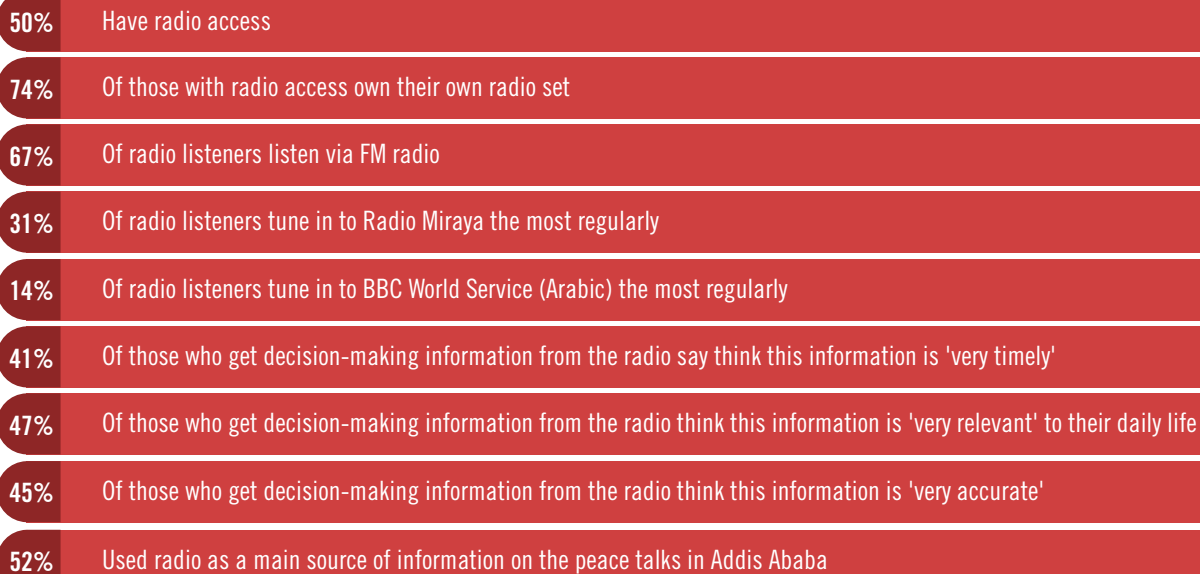 50% Have radio access
74% Of those with radio access own their own radio set
67% Of radio listeners listen via FM radio
31% Of radio listeners tune in to Radio Miraya the most regularly
14% Of radio listeners tune in to BBC World Service (Arabic) the most regularly
41% Of those who get decision-making information from the radio say think this information is 'very timely'
47% Of those who get decision-making information from the radio think this information is 'very relevant' to their daily life
45% Of those who get decision-making information from the radio think this information is 'very accurate'
52% Used radio as a main source of information on the peace talks in Addis Ababa